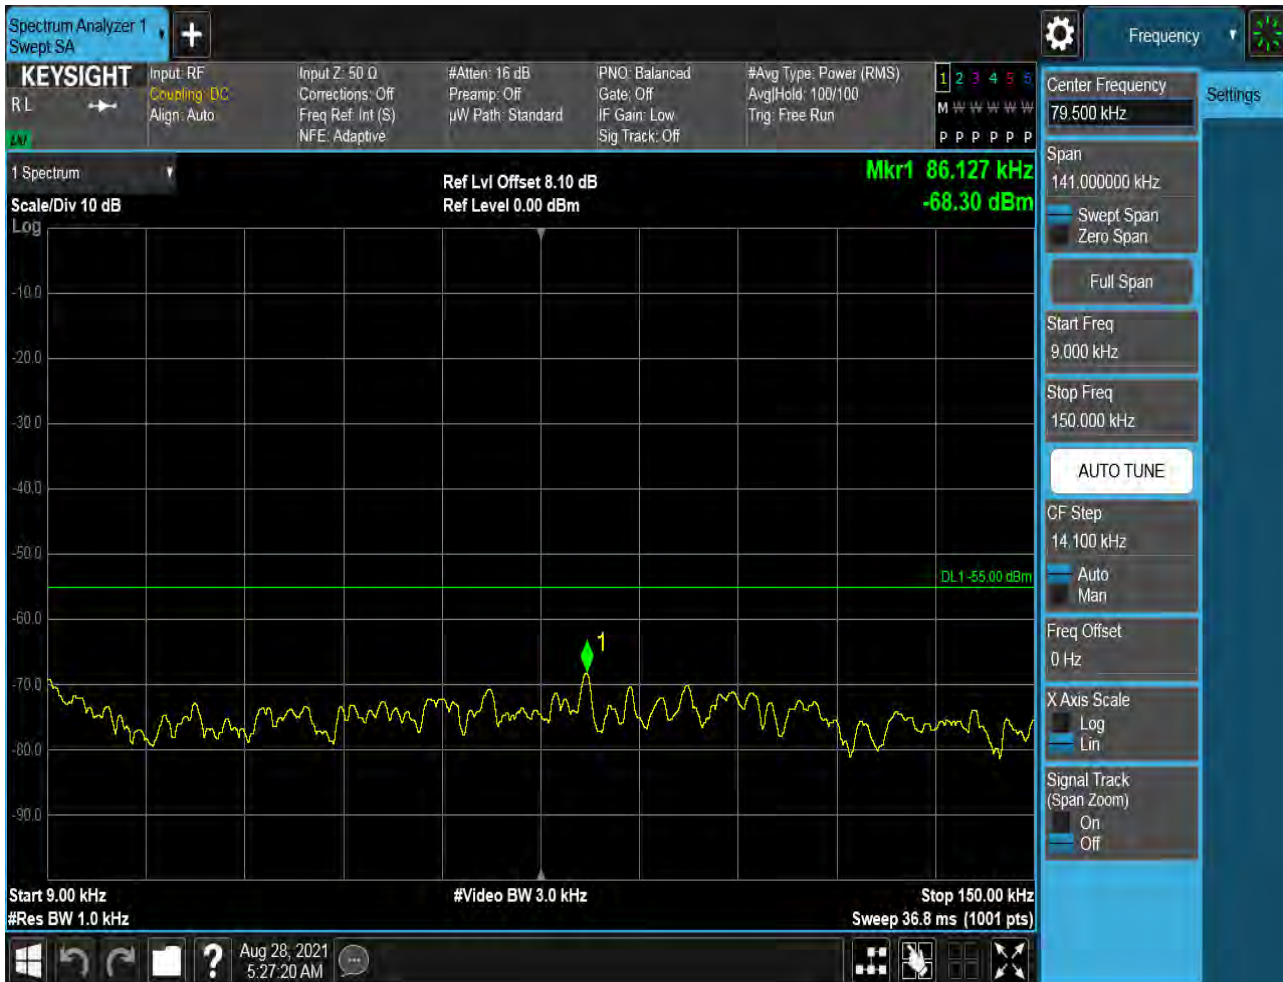 Spectrum Analyzer 1
Swept SA
Frequency
KEYSIGHT
R L
Input: RF
Coupling: DC
Align: Auto
Input Z: 50 Ω
Corrections: Off
Freq Ref: Int (S)
NFE: Adaptive
#Atten: 16 dB
Preamp: Off
µW Path: Standard
PNO: Balanced
Gate: Off
IF Gain: Low
Sig Track: Off
#Avg Type: Power (RMS)
Avg|Hold: 100/100
Trig: Free Run
1 2 3 4 5 6
M W W W W W
P P P P P P
1 Spectrum
Scale/Div 10 dB
Log
Ref Lvl Offset 8.10 dB
Ref Level 0.00 dBm
Mkr1 86.127 kHz
-68.30 dBm
-10.0
-20.0
-30.0
-40.0
-50.0
DL1 -55.00 dBm
-60.0
1
-70.0
-80.0
-90.0
Start 9.00 kHz
#Video BW 3.0 kHz
Stop 150.00 kHz
#Res BW 1.0 kHz
Sweep 36.8 ms (1001 pts)
?
Aug 28, 2021
5:27:20 AM
Center Frequency
79.500 kHz
Settings
Span
141.000000 kHz
Swept Span
Zero Span
Full Span
Start Freq
9.000 kHz
Stop Freq
150.000 kHz
AUTO TUNE
CF Step
14.100 kHz
Auto
Man
Freq Offset
0 Hz
X Axis Scale
Log
Lin
Signal Track
(Span Zoom)
On
Off